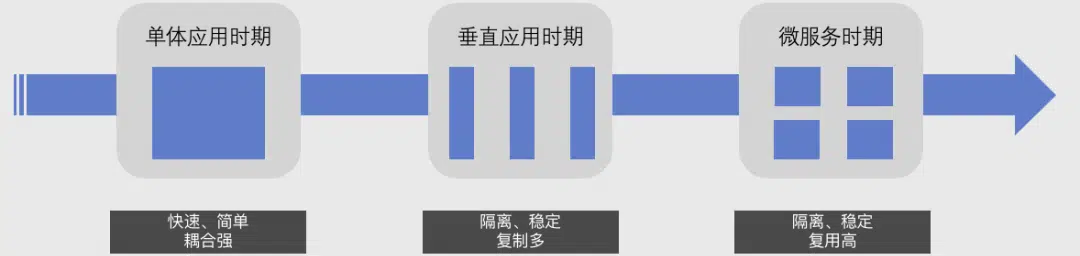 单体应用时期
垂直应用时期
微服务时期
快速、简单
耦合强
隔离、稳定
复制多
隔离、稳定
复用高